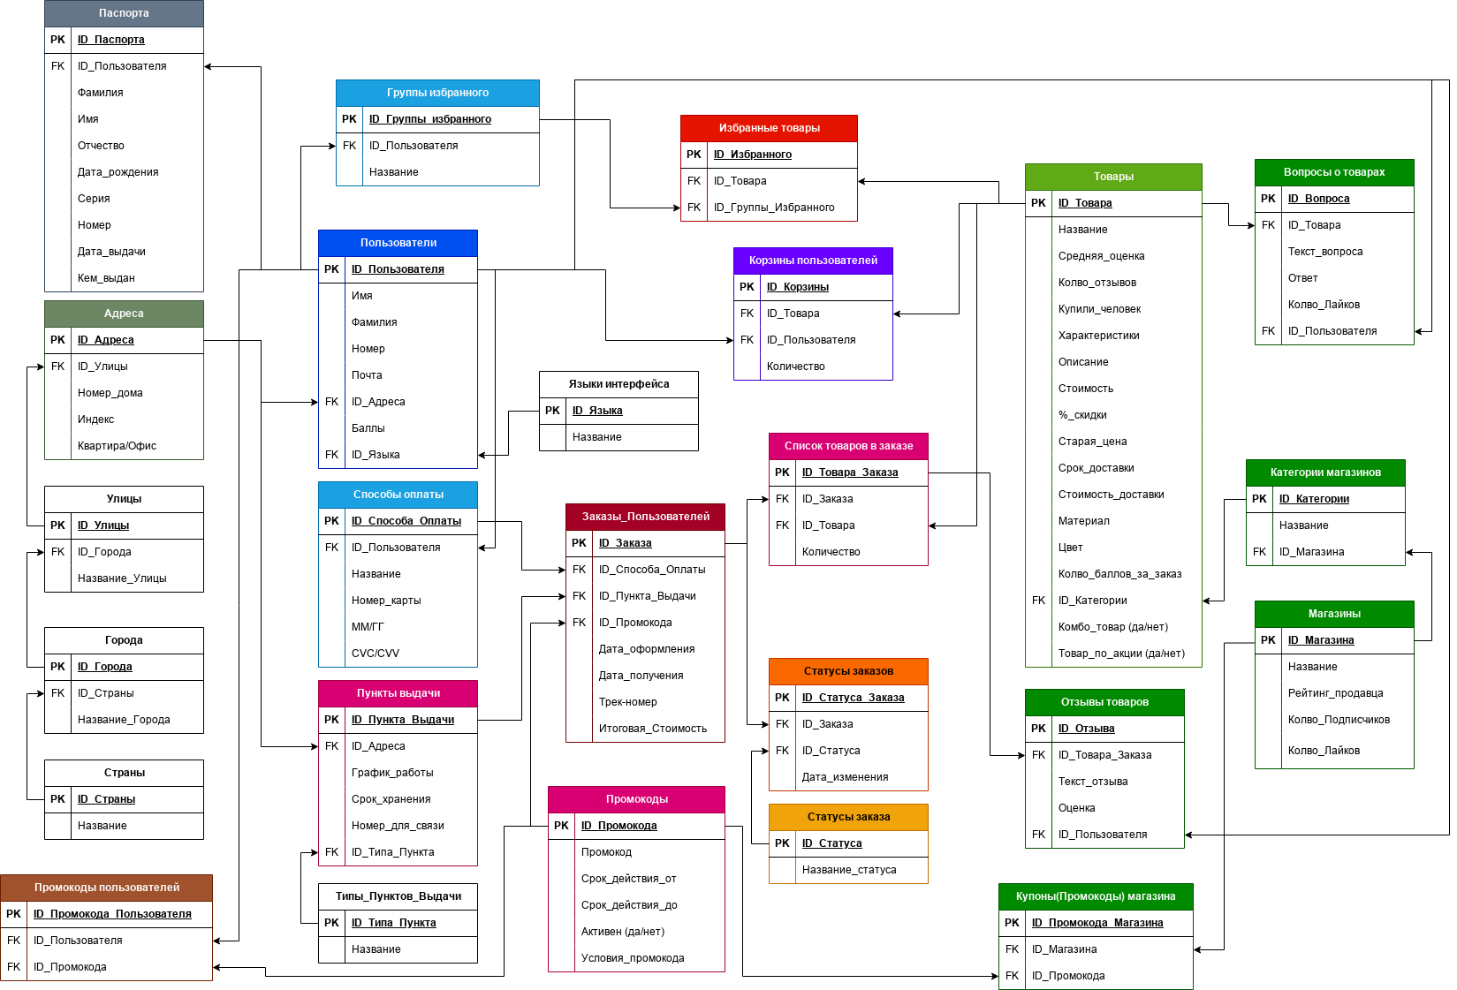 Паспорта
PK ID_Паспорта
FK ID_Пользователя
Фамилия
Имя
Отчество
Дата_рождения
Серия
Номер
Дата_выдачи
Кем_выдан
Адреса
PK ID_Адреса
FK ID_Улицы
Номер_дома
Индекс
Квартира/Офис
Улицы
PK ID_Улицы
FK ID_Города
Название_Улицы
Города
PK ID_Города
FK ID_Страны
Название_Города
Страны
PK ID_Страны
Название
Промокоды пользователей
PK ID_Промокода_Пользователя
FK ID_Пользователя
FK ID_Промокода
Группы избранного
PK ID_Группы_избранного
FK ID_Пользователя
Название
Пользователи
PK ID_Пользователя
Имя
Фамилия
Номер
Почта
FK ID_Адреса
Баллы
FK ID_Языка
Способы оплаты
PK ID_Способа_Оплаты
FK ID_Пользователя
Название
Номер_карты
ММ/ГГ
CVC/CVV
Пункты выдачи
PK ID_Пункта_Выдачи
FK ID_Адреса
График_работы
Срок_хранения
Номер_для_связи
FK ID_Типа_Пункта
Типы_Пунктов_Выдачи
PK ID_Типа_Пункта
Название
Языки интерфейса
PK ID_Языка
Название
Заказы_Пользователей
PK ID_Заказа
FK ID_Способа_Оплаты
FK ID_Пункта_Выдачи
FK ID_Промокода
Дата_оформления
Дата_получения
Трек-номер
Итоговая_Стоимость
Промокоды
PK ID_Промокода
Промокод
Срок_действия_от
Срок_действия_до
Активен (да/нет)
Условия_промокода
Избранные товары
PK ID_Избранного
FK ID_Товара
FK ID_Группы_Избранного
Корзины пользователей
PK ID_Корзины
FK ID_Товара
FK ID_Пользователя
Количество
Список товаров в заказе
PK ID_Товара_Заказа
FK ID_Заказа
FK ID_Товара
Количество
Статусы заказов
PK ID_Статуса_Заказа
FK ID_Заказа
FK ID_Статуса
Дата_изменения
Статусы заказа
PK ID_Статуса
Название_статуса
Товары
PK ID_Товара
Название
Средняя_оценка
Колво_отзывов
Купили_человек
Характеристики
Описание
Стоимость
%_скидки
Старая_цена
Срок_доставки
Стоимость_доставки
Материал
Цвет
Колво_баллов_за_заказ
FK ID_Категории
Комбо_товар (да/нет)
Товар_по_акции (да/нет)
Отзывы товаров
PK ID_Отзыва
FK ID_Товара_Заказа
Текст_отзыва
Оценка
FK ID_Пользователя
Купоны(Промокоды) магазина
PK ID_Промокода_Магазина
FK ID_Магазина
FK ID_Промокода
Вопросы о товарах
PK ID_Вопроса
FK ID_Товара
Текст_вопроса
Ответ
Колво_Лайков
FK ID_Пользователя
Категории магазинов
PK ID_Категории
Название
FK ID_Магазина
Магазины
PK ID_Магазина
Название
Рейтинг_продавца
Колво_Подписчиков
Колво_Лайков